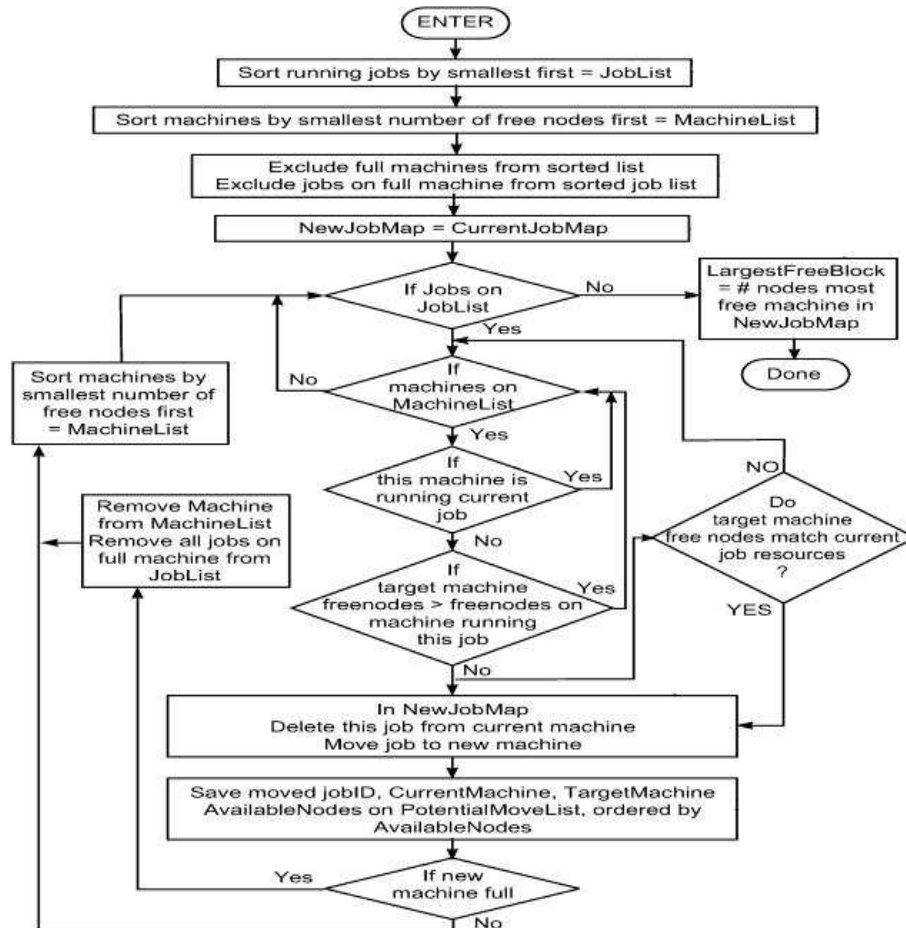 ENTER
Sort running jobs by smallest first = JobList
Sort machines by smallest number of free nodes first = MachineList
Exclude full machines from sorted list
Exclude jobs on full machine from sorted job list
NewJobMap = CurrentJobMap
If Jobs on
JobList
No
LargestFreeBlock
= # nodes most
free machine in
NewJobMap
Done
Yes
If
machines on
MachineList
No
Sort machines by
smallest number of
free nodes first
= MachineList
Yes
If
this machine is
running current
job
Yes
No
NO
Do
target machine
free nodes match current
job resources
?
YES
Remove Machine
from MachineList
Remove all jobs on
full machine from
JobList
If
target machine
freenodes > freenodes on
machine running
this job
Yes
No
In NewJobMap
Delete this job from current machine
Move job to new machine
Save moved jobID, CurrentMachine, TargetMachine
AvailableNodes on PotentialMoveList, ordered by
AvailableNodes
If new
machine full
Yes
No